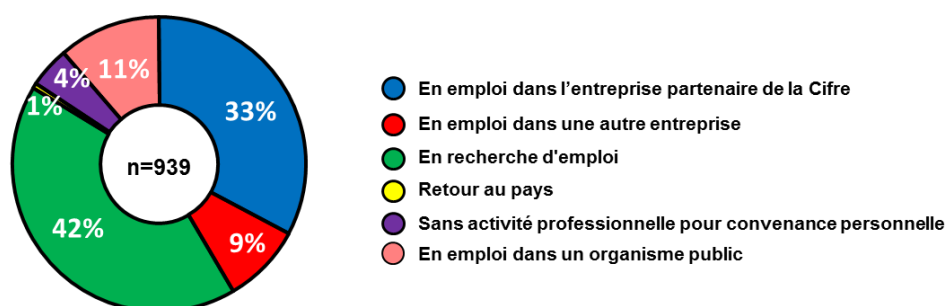 11%
4%
1%
33%
n=939
42%
9%
En emploi dans l’entreprise partenaire de la Cifre
En emploi dans une autre entreprise
En recherche d'emploi
Retour au pays
Sans activité professionnelle pour convenance personnelle
En emploi dans un organisme public